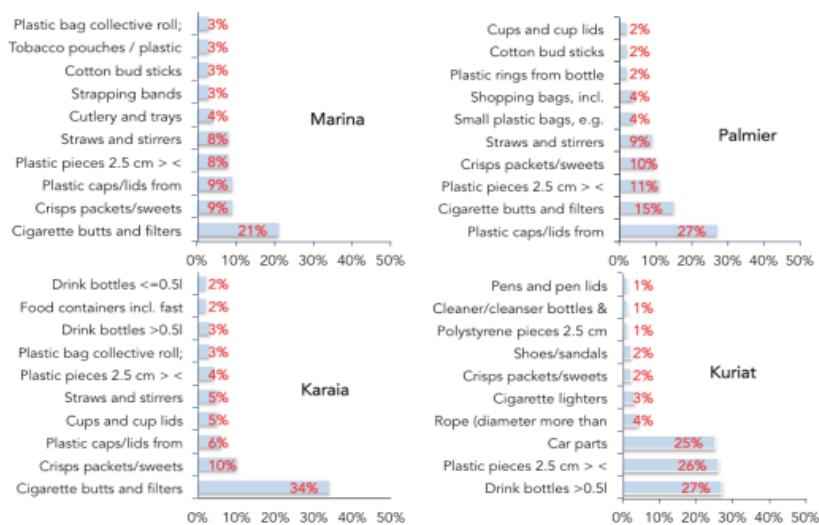 Plastic bag collective roll; 3%
Tobacco pouches / plastic 3%
Cotton bud sticks 3%
Strapping bands 3%
Cutlery and trays 4%
Marina
Straws and stirrers 8%
Plastic pieces 2.5 cm > < 8%
Plastic caps/lids from 9%
Crisps packets/sweets 9%
Cigarette butts and filters 21%
0% 10% 20% 30% 40% 50%
Cups and cup lids 2%
Cotton bud sticks 2%
Plastic rings from bottle 2%
Shopping bags, incl. 4%
Small plastic bags, e.g. 4%
Palmier
Straws and stirrers 9%
Crisps packets/sweets 10%
Plastic pieces 2.5 cm > < 11%
Cigarette butts and filters 15%
Plastic caps/lids from 27%
0% 10% 20% 30% 40% 50%
Drink bottles <=0.5l 2%
Food containers incl. fast 2%
Drink bottles >0.5l 3%
Plastic bag collective roll; 3%
Plastic pieces 2.5 cm > < 4%
Karaia
Straws and stirrers 5%
Cups and cup lids 5%
Plastic caps/lids from 6%
Crisps packets/sweets 10%
Cigarette butts and filters 34%
0% 10% 20% 30% 40% 50%
Pens and pen lids 1%
Cleaner/cleanser bottles & 1%
Polystyrene pieces 2.5 cm 1%
Shoes/sandals 2%
Kuriat
Crisps packets/sweets 2%
Cigarette lighters 3%
Rope (diameter more than 4%
Car parts 25%
Plastic pieces 2.5 cm > < 26%
Drink bottles >0.5l 27%
0% 10% 20% 30% 40% 50%